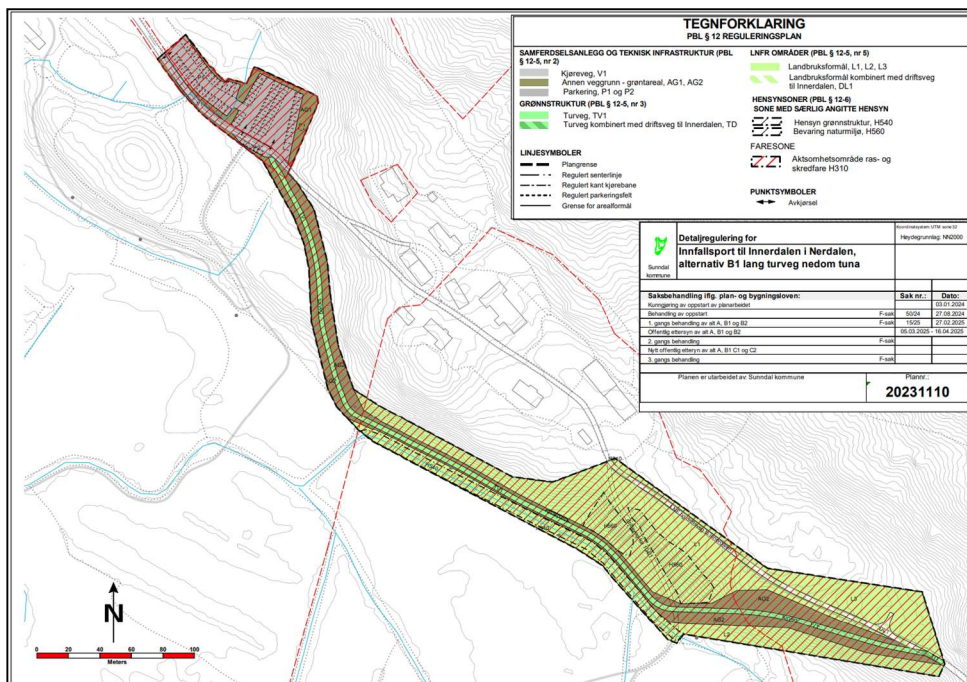 TEGNFORKLARING
PBL § 12 REGULERINGSPLAN
SAMFERDSELSANLEGG OG TEKNISK INFRASTRUKTUR (PBL
§ 12-5, nr 2)
Kjøreveg, V1
Annen veggrunn - grøntareal, AG1, AG2
Parkering, P1 og P2
GRØNNSTRUKTUR (PBL § 12-5, nr 3)
Turveg, TV1
Turveg kombinert med driftsveg til Innerdalen, TD
LINJESYMBOLER
Plangrense
Regulert senterlinje
Regulert kant kjørebane
Regulert parkeringsfelt
Grense for arealformål
LNFR OMRÅDER (PBL § 12-5, nr 5)
Landbruksformål, L1, L2, L3
Landbruksformål kombinert med driftsveg
til Innerdalen, DL1
HENSYNSONER (PBL § 12-6)
SONE MED SÆRLIG ANGITTE HENSYN
Hensyn grønnstruktur, H540
Bevaring naturmiljø, H560
FARESONE
Aktsomhetsområde ras- og
skredfare H310
PUNKTSYMBOLER
Avkjørsel
Sunndal
kommune
Detaljregulering for
Innfallsport til Innerdalen i Nerdalen,
alternativ B1 lang turveg nedom tuna
Koordinatsystem: UTM sone 32
Høydegrunnlag: NN2000
Saksbehandling iflg. plan- og bygningsloven: Sak nr.: Dato:
Kunngjøring av oppstart av planarbeidet 03.01.2024
Behandling av oppstart F-sak 50/24 27.08.2024
1. gangs behandling av alt A, B1 og B2 F-sak 15/25 27.02.2025
Offentlig ettersyn av alt A, B1 og B2 05.03.2025 - 16.04.2025
2. gangs behandling F-sak
Nytt offentlig ettersyn av alt A, B1 C1 og C2
3. gangs behandling F-sak
Planen er utarbeidet av: Sunndal kommune
Plannr.:
20231110
H560
H560
L1
AG2
AG2
L3
L2
N
0 20 40 60 80 100
Meters